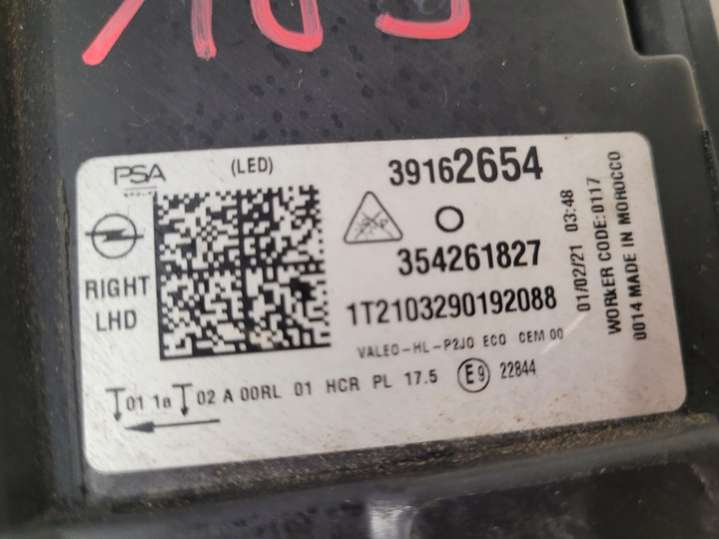 PSA
(LED)
39162654
354261827
RIGHT
LHD
1T2103290192088
VALEO-HL-P2JO ECO CEM 00
01 1a 02 A 00RL 01 HCR PL 17.5 E9 22844
01/02/21 03:48
WORKER CODE:0117
0014 MADE IN MOROCCO